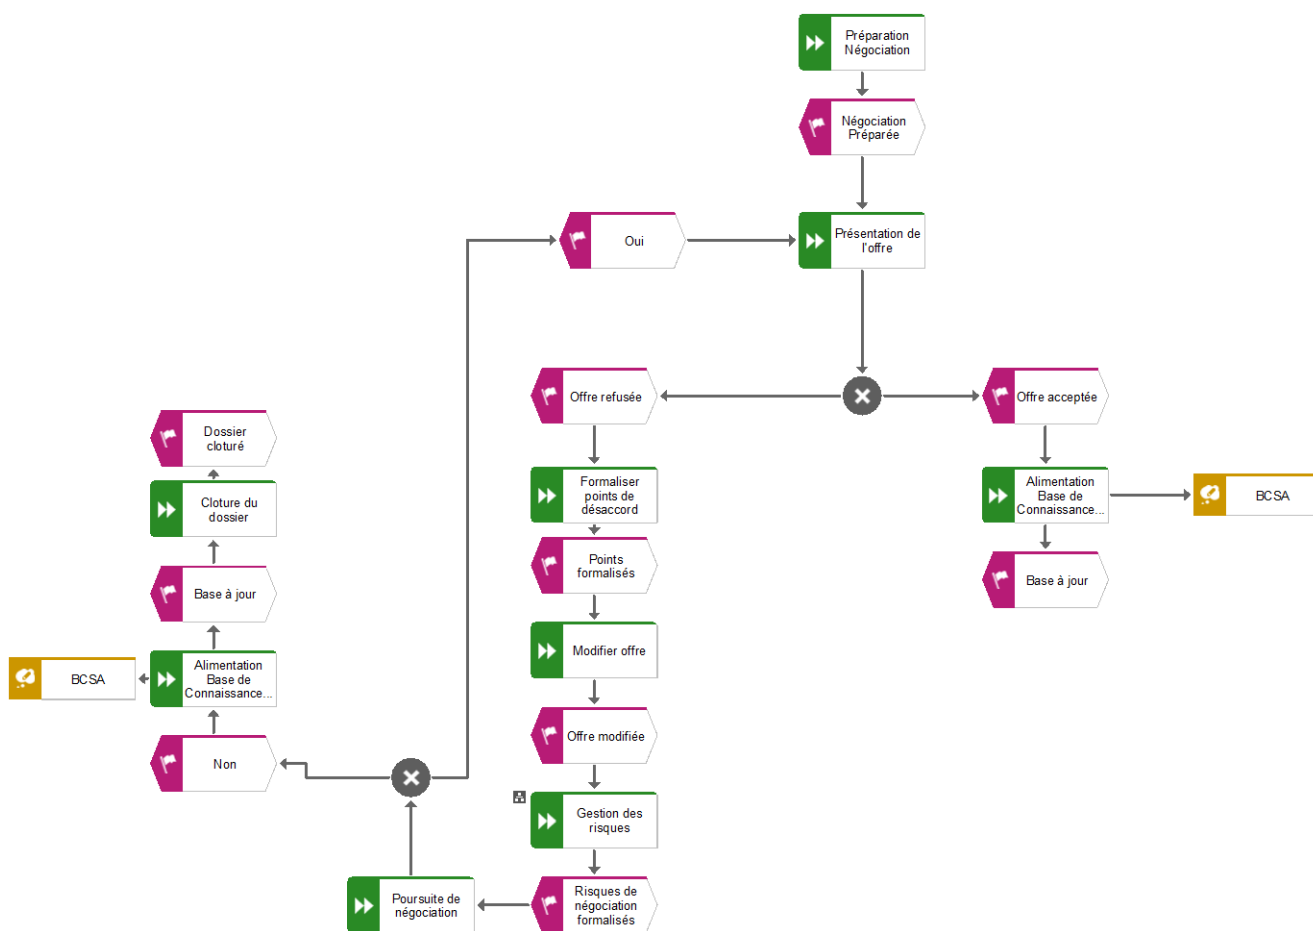 Préparation
Négociation
Négociation
Préparée
Oui
Présentation de
l'offre
Offre refusée
Offre acceptée
Dossier
cloturé
Formaliser
points de
désaccord
Alimentation
Base de
Connaissance...
BCSA
Cloture du
dossier
Points
formalisés
Base à jour
Base à jour
Modifier offre
BCSA
Alimentation
Base de
Connaissance...
Offre modifiée
Non
Gestion des
risques
Poursuite de
négociation
Risques de
négociation
formalisés